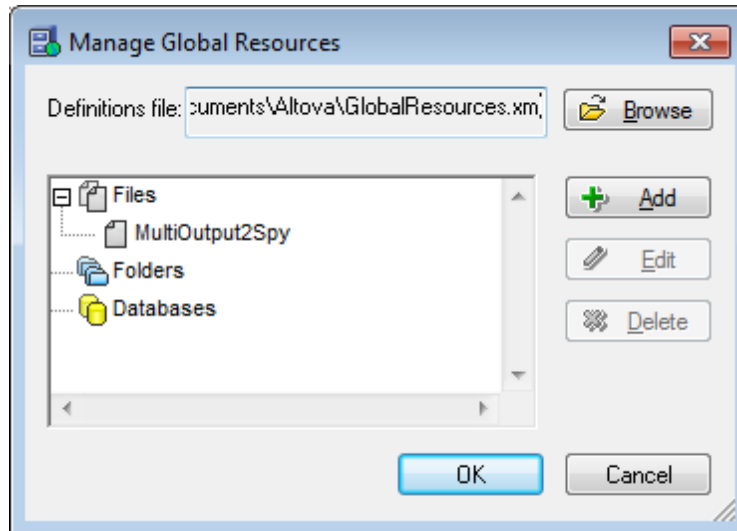 Manage Global Resources
Definitions file: cuments\Altova\GlobalResources.xml Browse
Files
MultiOutput2Spy
Folders
Databases
Add
Edit
Delete
OK Cancel